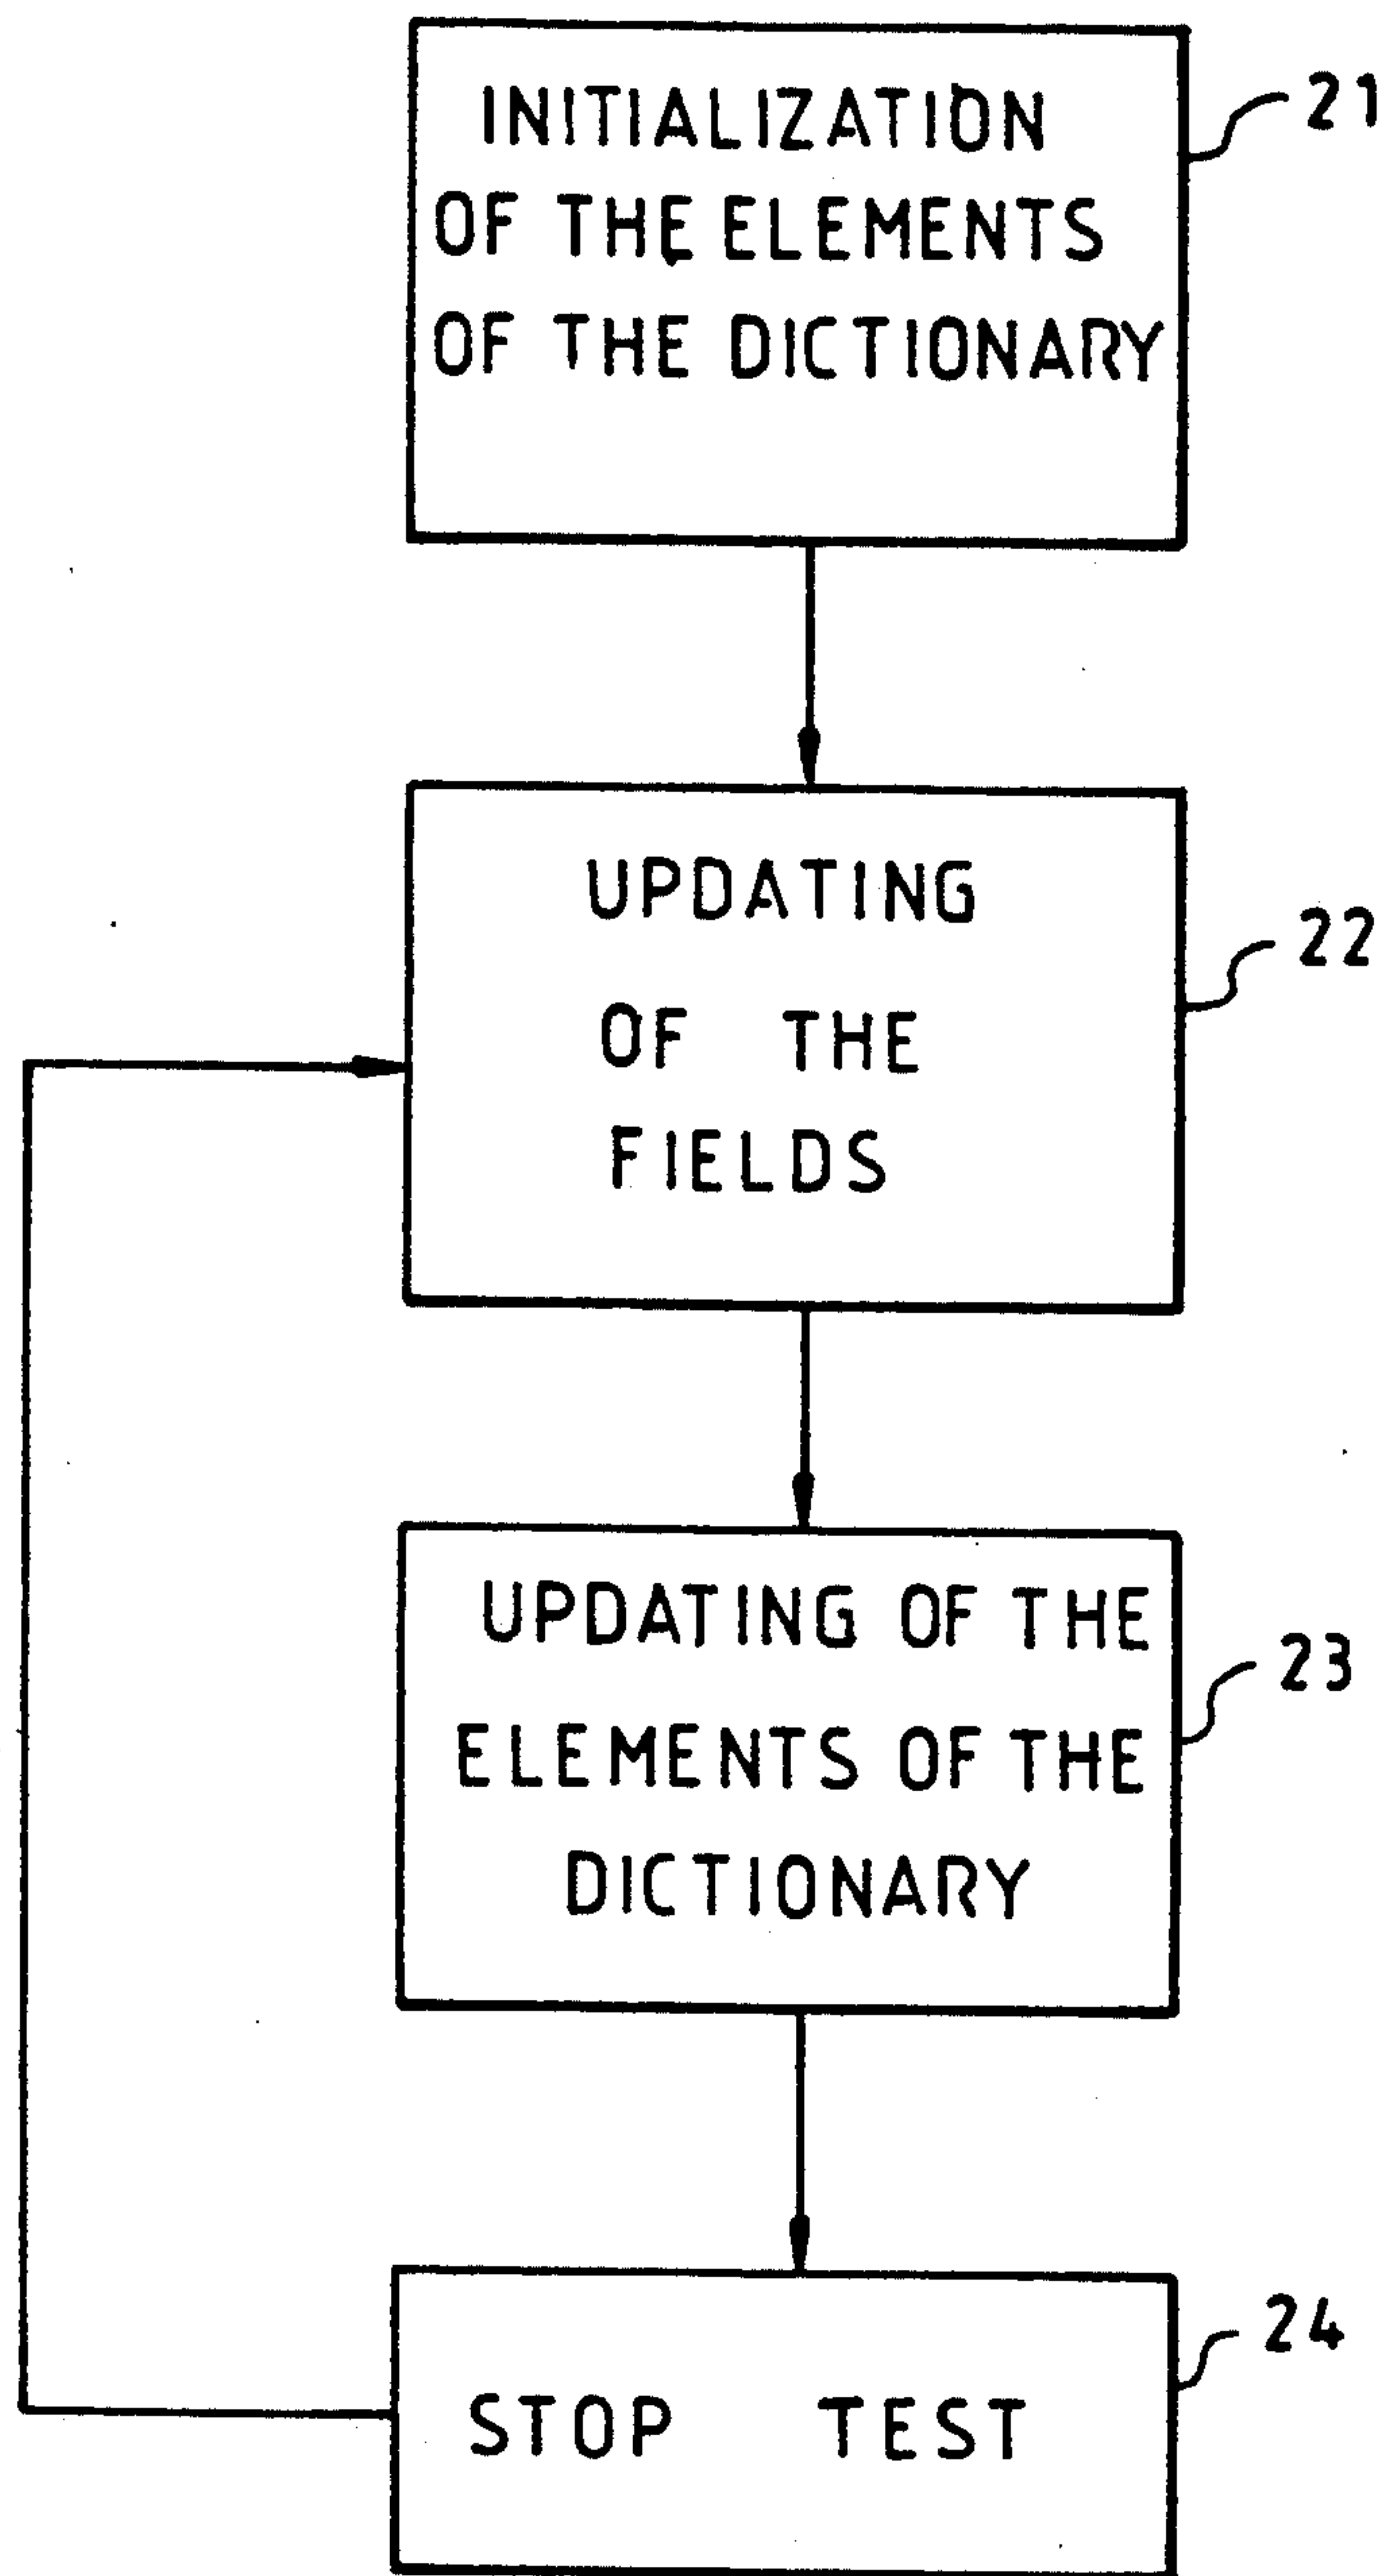 INITIALIZATION
OF THE ELEMENTS
OF THE DICTIONARY
21
UPDATING
OF THE
FIELDS
22
UPDATING OF THE
ELEMENTS OF THE
DICTIONARY
23
STOP TEST
24